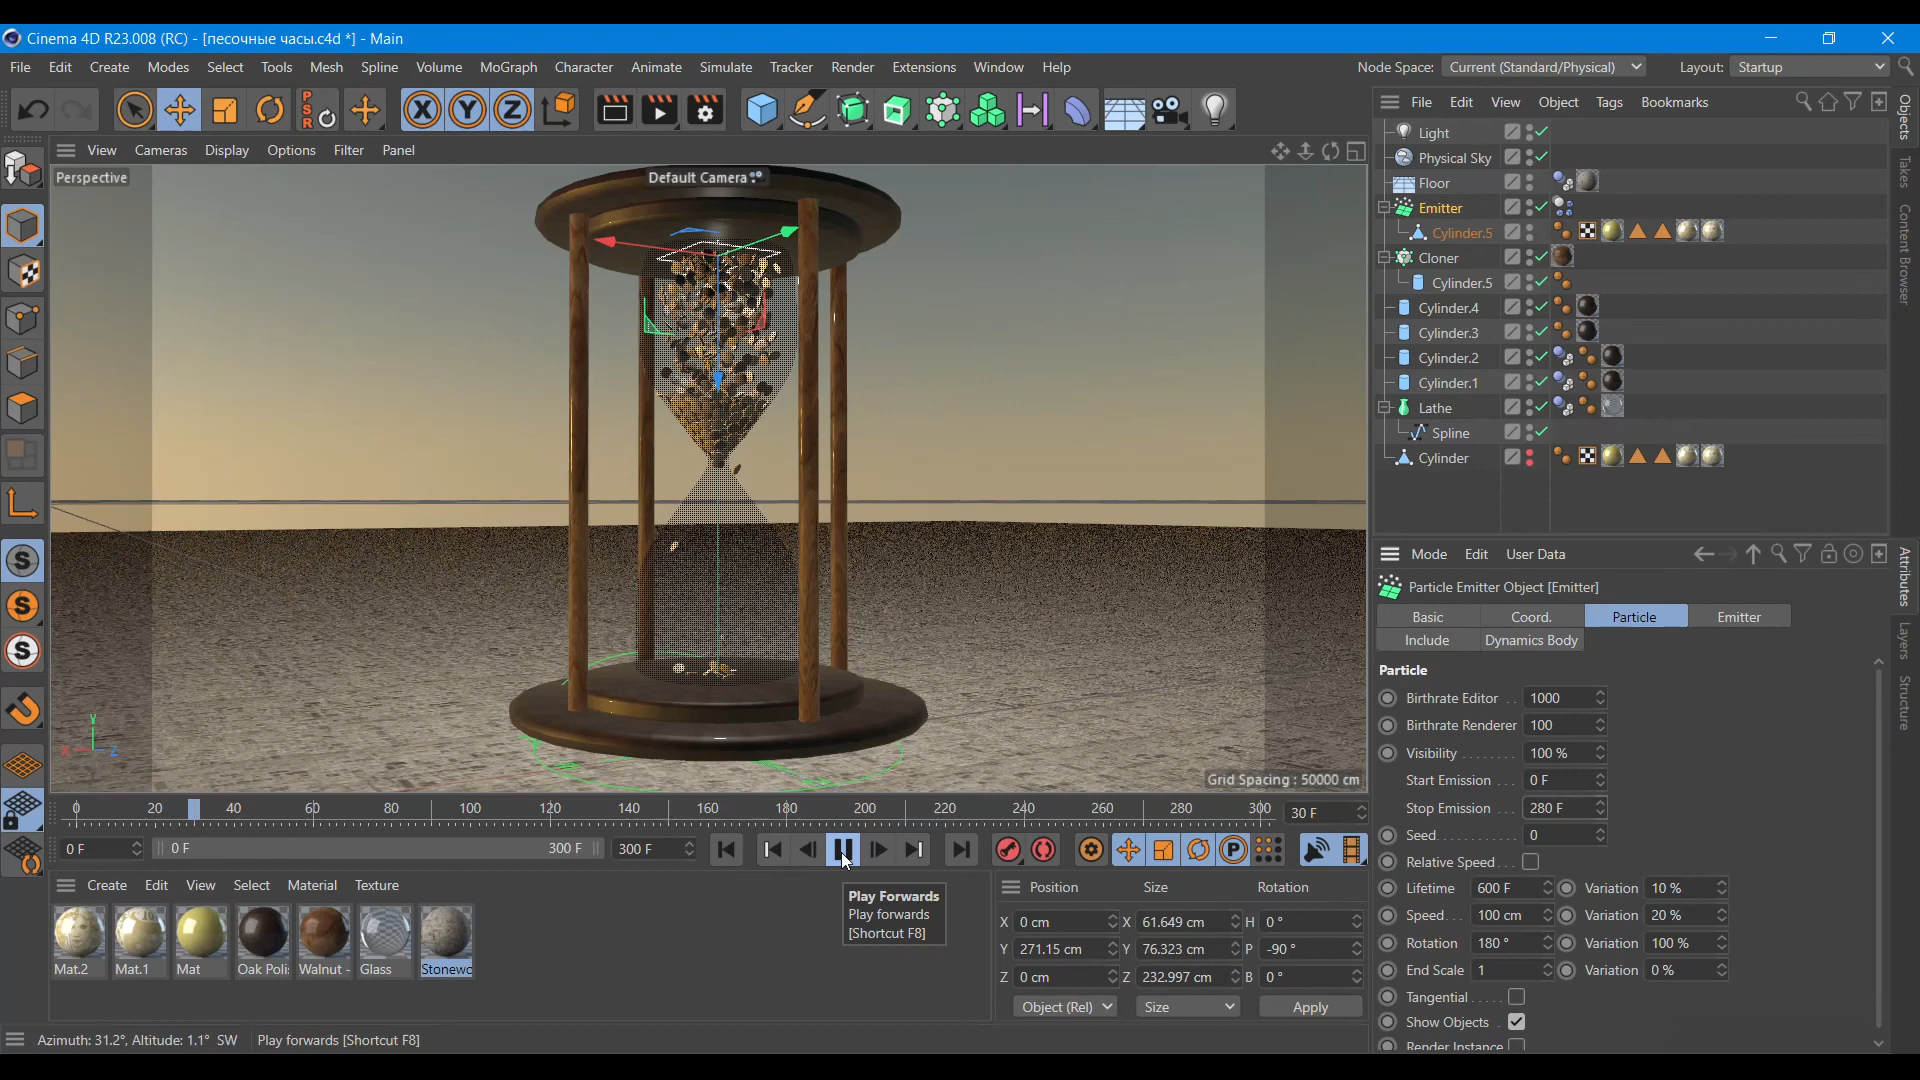 Cinema 4D R23.008 (RC) - [песочные часы.c4d *] - Main
File Edit Create Modes Select Tools Mesh Spline Volume MoGraph Character Animate Simulate Tracker Render Extensions Window Help
Node Space: Current (Standard/Physical) Layout: Startup
PSR X Y Z
File Edit View Object Tags Bookmarks
View Cameras Display Options Filter Panel
Perspective
Default Camera
Light
Physical Sky
Floor
Emitter
Cylinder.5
Cloner
Cylinder.5
Cylinder.4
Cylinder.3
Cylinder.2
Cylinder.1
Lathe
Spline
Cylinder
Objects
Takes
Content Browser
S
S
S
Y
X Z
Grid Spacing : 50000 cm
0 20 40 60 80 100 120 140 160 180 200 220 240 260 280 300 30 F
0 F 0 F 300 F 300 F
P
Play Forwards
Play forwards
[Shortcut F8]
Create Edit View Select Material Texture
Mat.2 Mat.1 Mat Oak Poli Walnut - Glass Stonewo
Position Size Rotation
X 0 cm X 61.649 cm H 0 °
Y 271.15 cm Y 76.323 cm P -90 °
Z 0 cm Z 232.997 cm B 0 °
Object (Rel) Size Apply
Mode Edit User Data
Particle Emitter Object [Emitter]
Basic Coord. Particle Emitter
Include Dynamics Body
Particle
Birthrate Editor . . 1000
Birthrate Renderer 100
Visibility . . . . . . . . 100 %
Start Emission . . . 0 F
Stop Emission . . . 280 F
Seed. . . . . . . . . . . . 0
Relative Speed . . .
Lifetime 600 F Variation 10 %
Speed. . . 100 cm Variation 20 %
Rotation 180 ° Variation 100 %
End Scale 1 Variation 0 %
Tangential . . . . .
Show Objects .
Render Instance
Attributes
Layers
Structure
Azimuth: 31.2°, Altitude: 1.1° SW Play forwards [Shortcut F8]